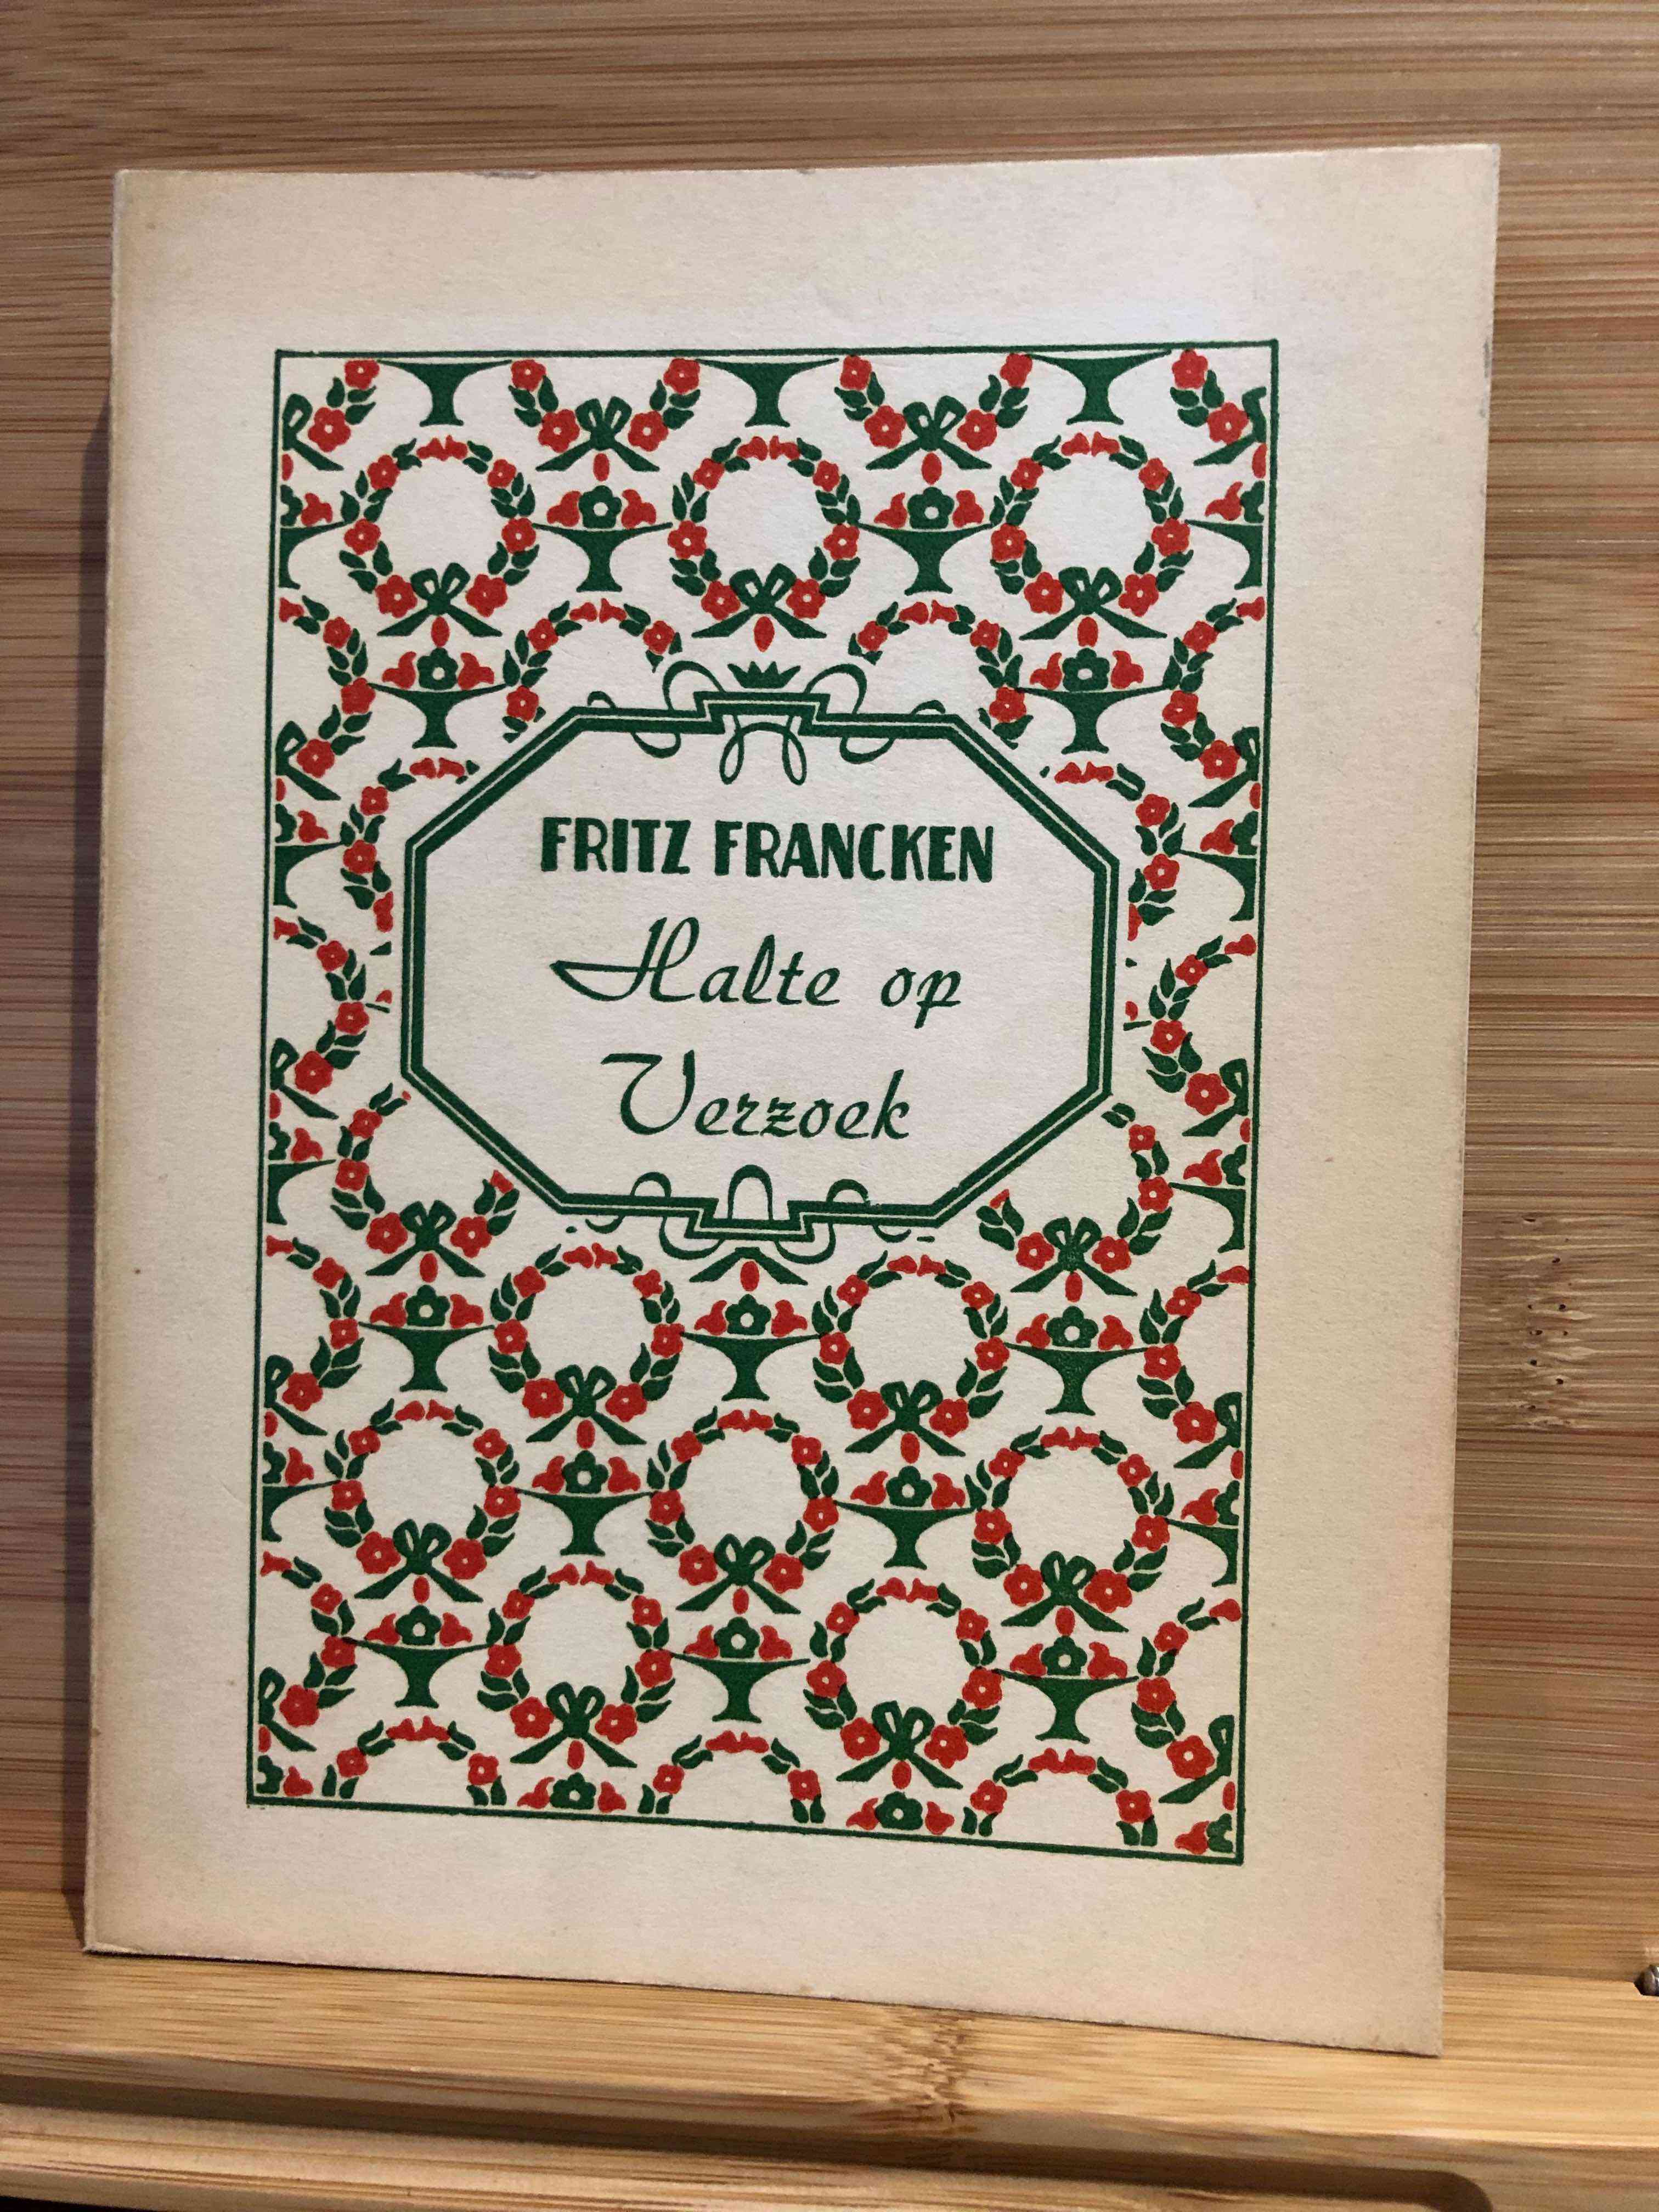 FRITZ FRANCKEN
Halte op
Verzoek